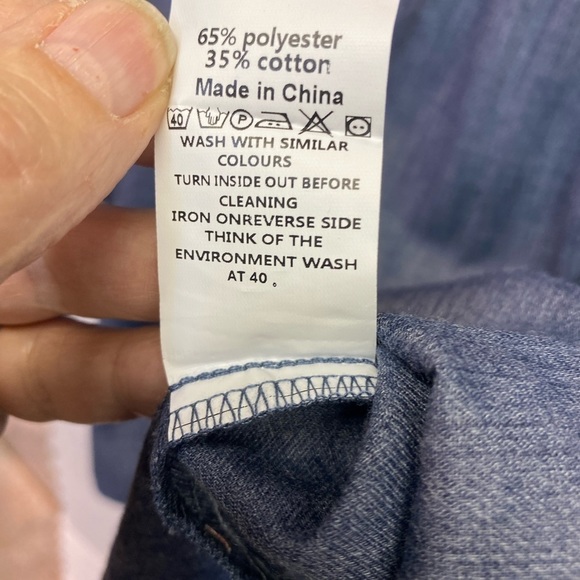 65% polyester
35% cotton
Made in China
40 P
WASH WITH SIMILAR
COLOURS
TURN INSIDE OUT BEFORE
CLEANING
IRON ONREVERSE SIDE
THINK OF THE
ENVIRONMENT WASH
AT 40 。